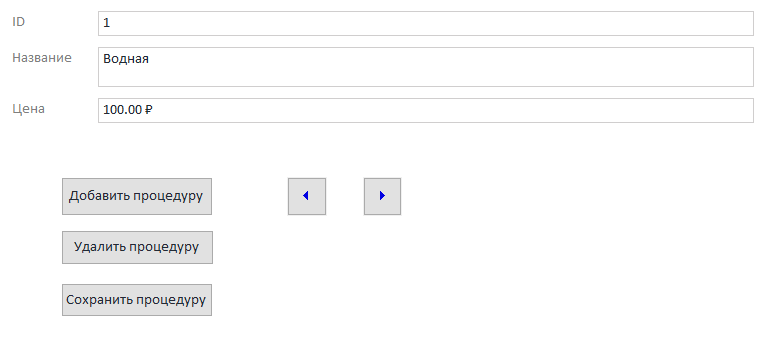 ID 1
Название Водная
Цена 100.00 ₽
Добавить процедуру
Удалить процедуру
Сохранить процедуру